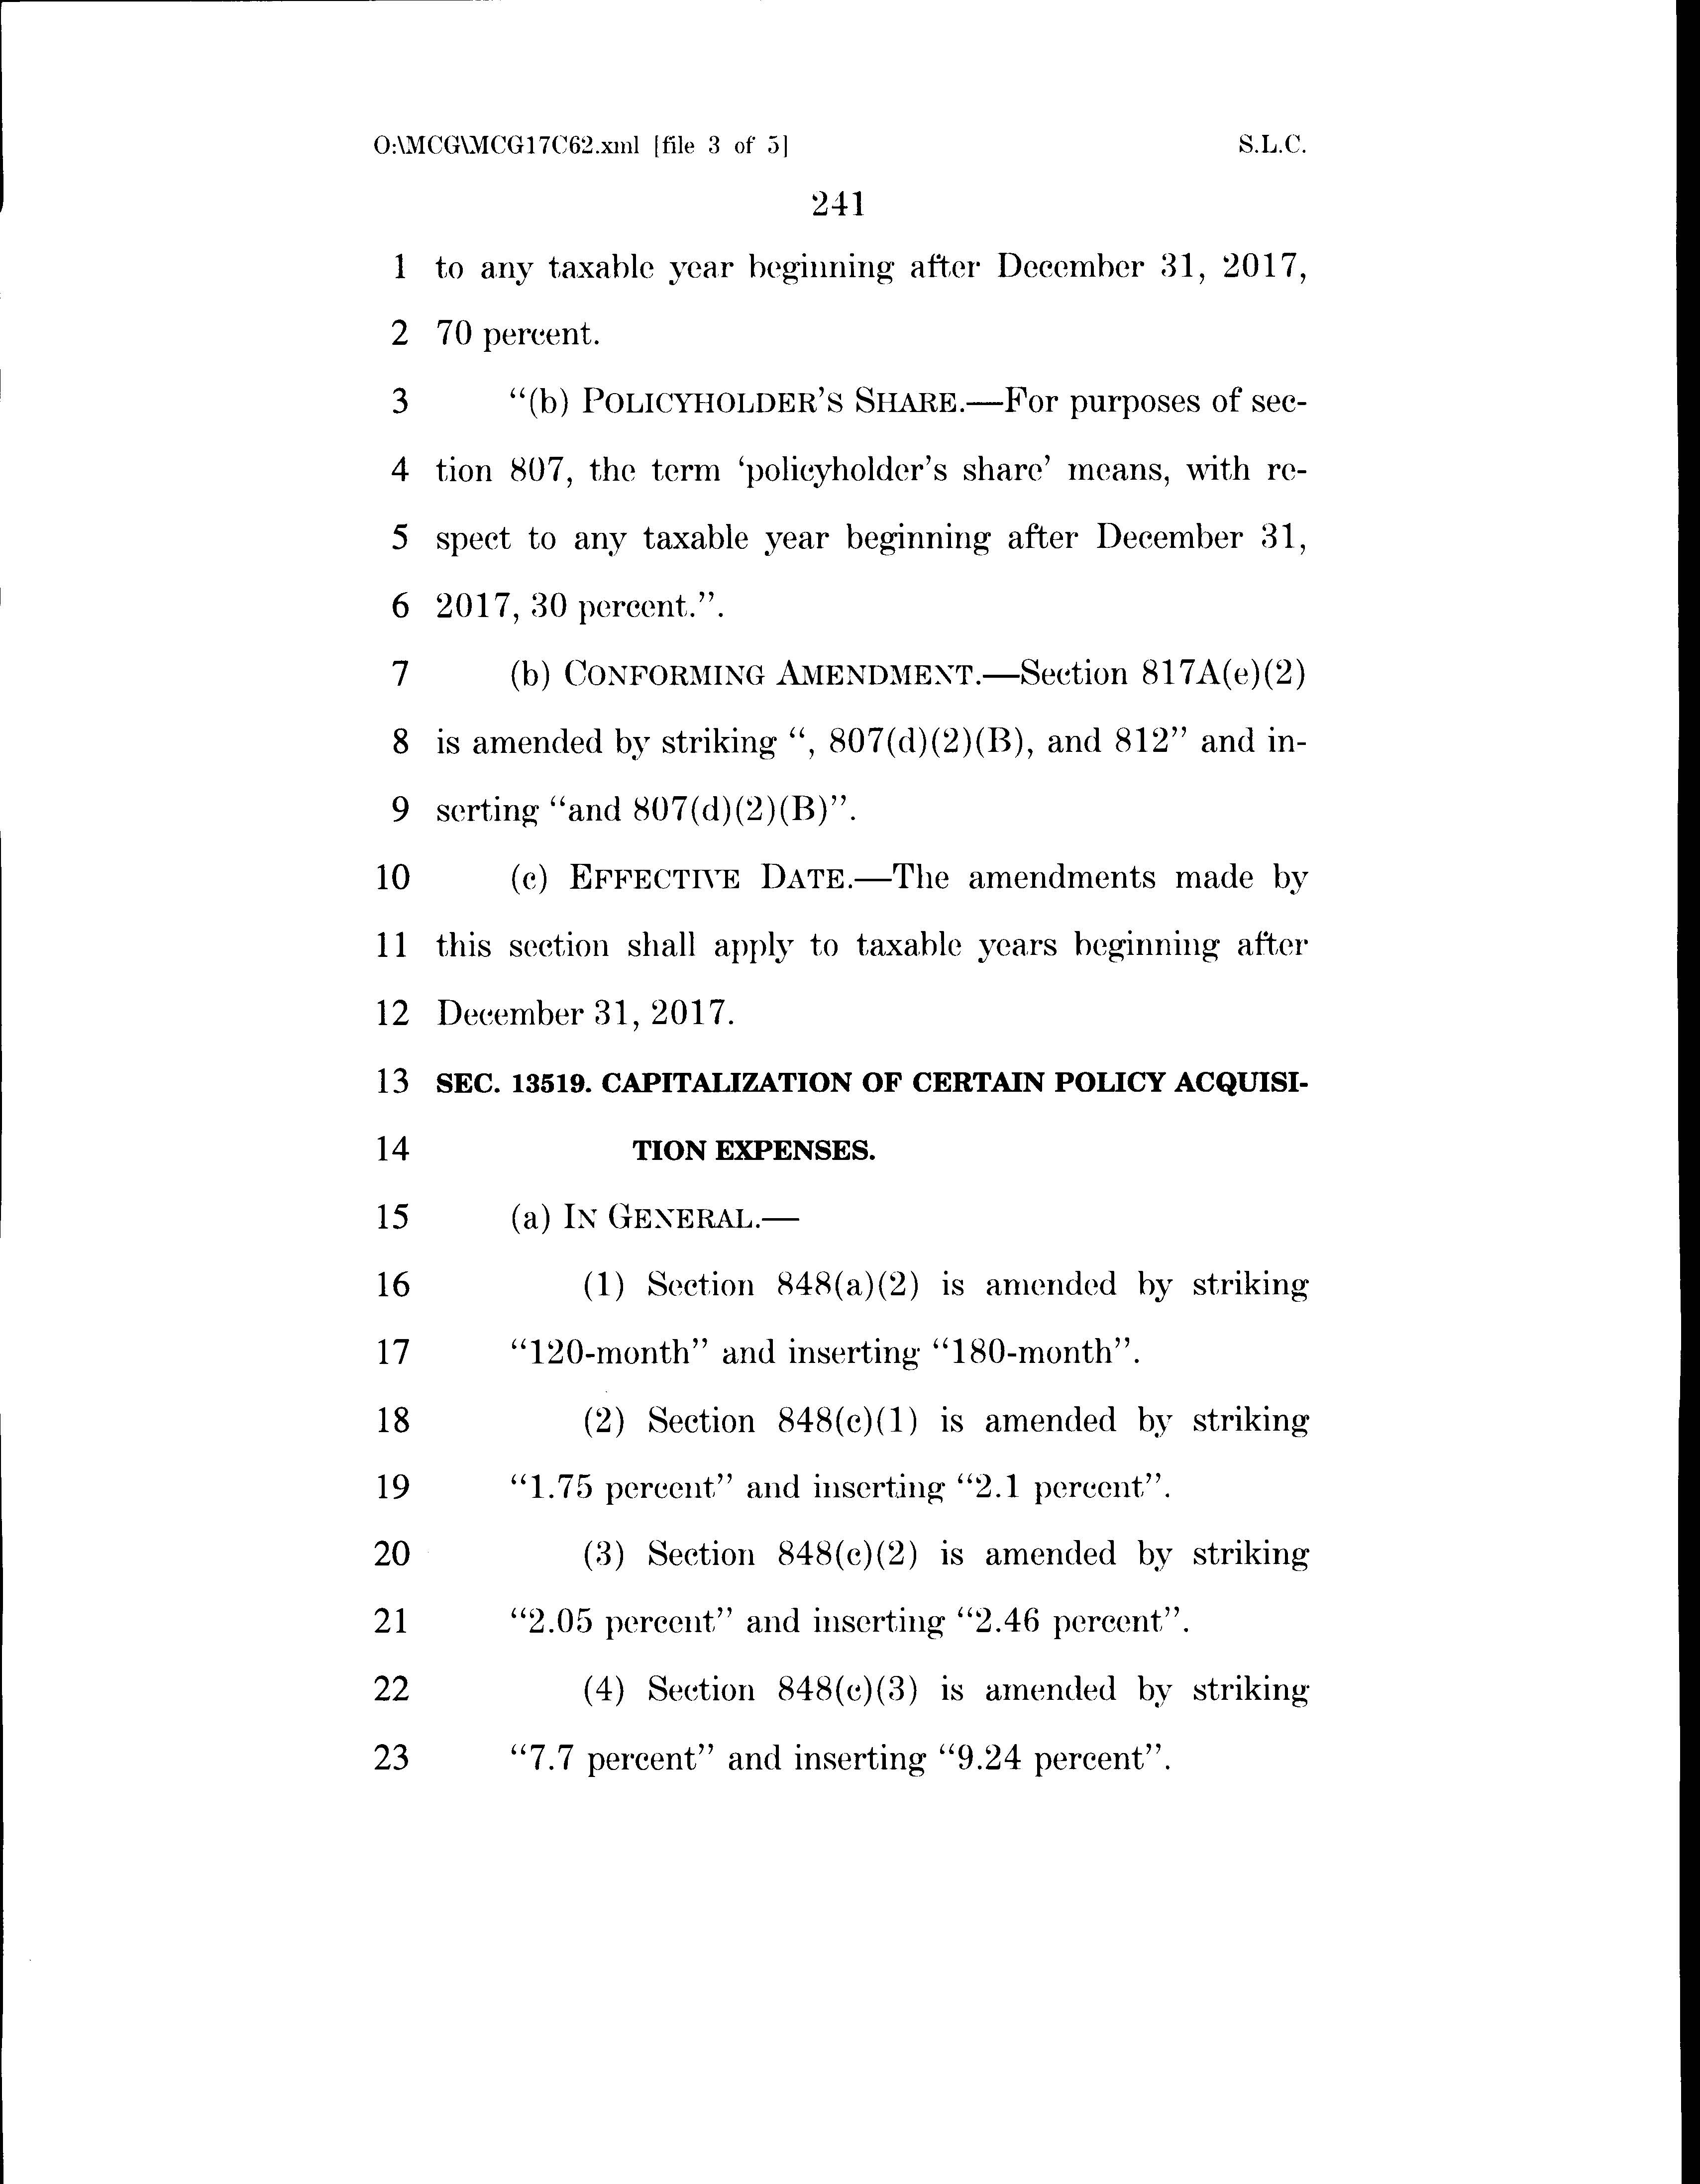 O:\MCG\MCG17C62.xml [file 3 of 5] S.L.C.
241
1 to any taxable year beginning after December 31, 2017,
2 70 percent.
3 “(b) POLICYHOLDER’S SHARE.—For purposes of sec-
4 tion 807, the term ‘policyholder’s share’ means, with re-
5 spect to any taxable year beginning after December 31,
6 2017, 30 percent.”.
7 (b) CONFORMING AMENDMENT.—Section 817A(e)(2)
8 is amended by striking “, 807(d)(2)(B), and 812” and in-
9 serting “and 807(d)(2)(B)”.
10 (c) EFFECTIVE DATE.—The amendments made by
11 this section shall apply to taxable years beginning after
12 December 31, 2017.
13 SEC. 13519. CAPITALIZATION OF CERTAIN POLICY ACQUISI-
14 TION EXPENSES.
15 (a) IN GENERAL.—
16 (1) Section 848(a)(2) is amended by striking
17 “120-month” and inserting “180-month”.
18 (2) Section 848(c)(1) is amended by striking
19 “1.75 percent” and inserting “2.1 percent”.
20 (3) Section 848(c)(2) is amended by striking
21 “2.05 percent” and inserting “2.46 percent”.
22 (4) Section 848(c)(3) is amended by striking
23 “7.7 percent” and inserting “9.24 percent”.